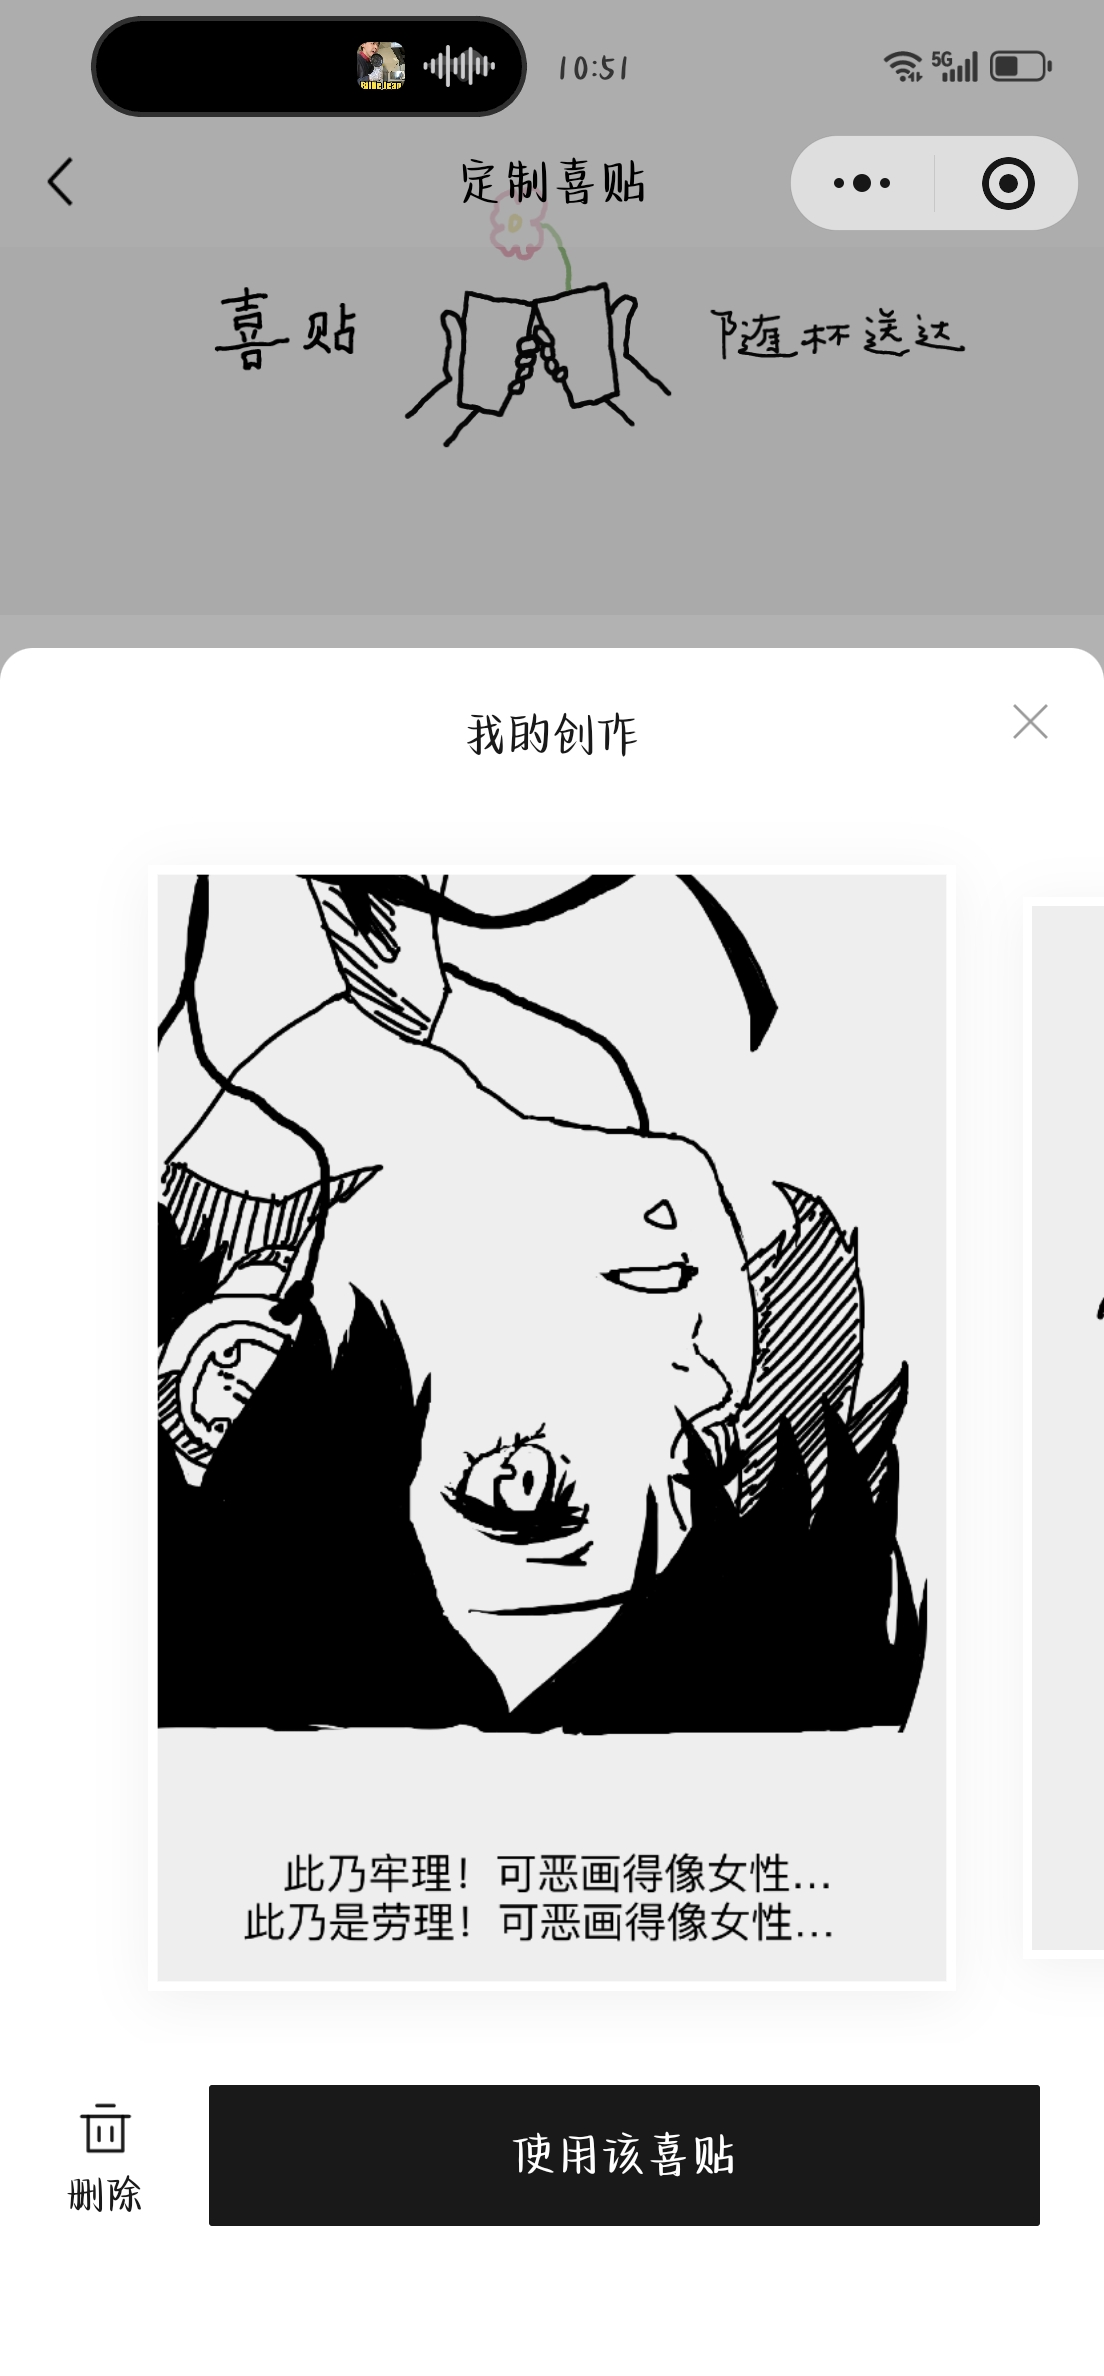 10:51
5G
定制喜贴
喜贴
随杯送达
我的创作
此乃牢理！可恶画得像女性...
此乃是劳理！可恶画得像女性...
删除
使用该喜贴